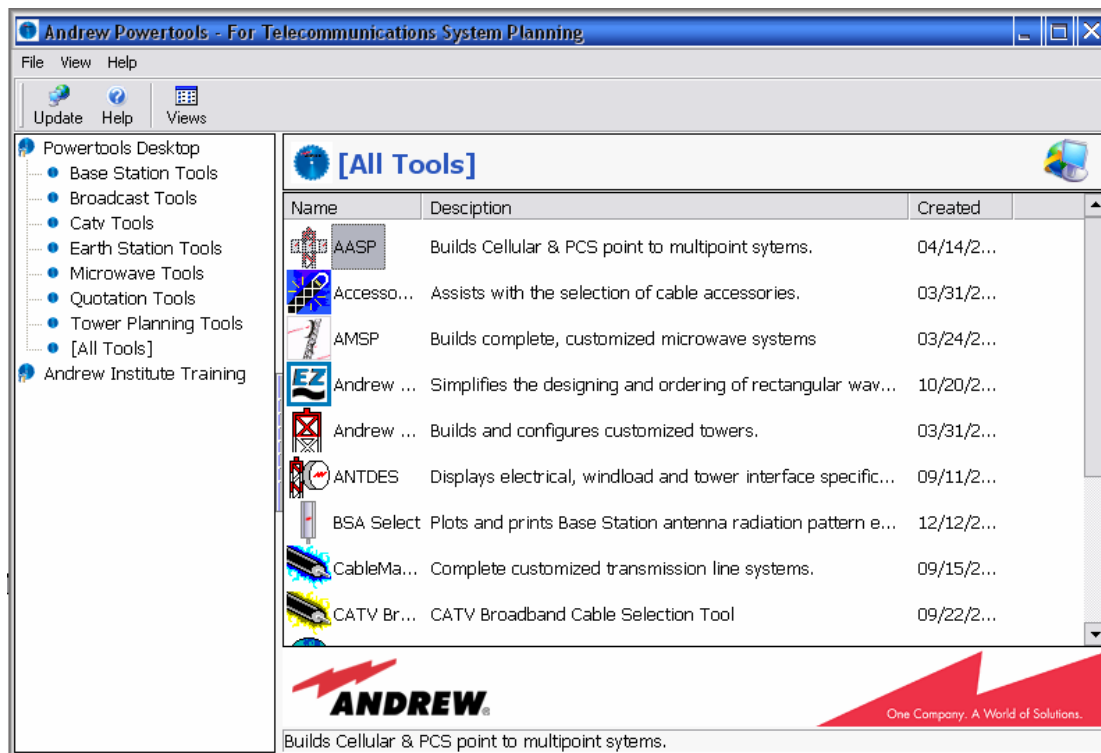 Andrew Powertools - For Telecommunications System Planning
File View Help
Update Help Views
Powertools Desktop
Base Station Tools
Broadcast Tools
Catv Tools
Earth Station Tools
Microwave Tools
Quotation Tools
Tower Planning Tools
[All Tools]
Andrew Institute Training
[All Tools]
Name Desciption Created
AASP Builds Cellular & PCS point to multipoint sytems. 04/14/2...
Accesso... Assists with the selection of cable accessories. 03/31/2...
AMSP Builds complete, customized microwave systems 03/24/2...
EZ Andrew ... Simplifies the designing and ordering of rectangular wav... 10/20/2...
Andrew ... Builds and configures customized towers. 03/31/2...
ANTDES Displays electrical, windload and tower interface specific... 09/11/2...
BSA Select Plots and prints Base Station antenna radiation pattern e... 12/12/2...
CableMa... Complete customized transmission line systems. 09/15/2...
CATV Br... CATV Broadband Cable Selection Tool 09/22/2...
ANDREW®
One Company. A World of Solutions.
Builds Cellular & PCS point to multipoint sytems.